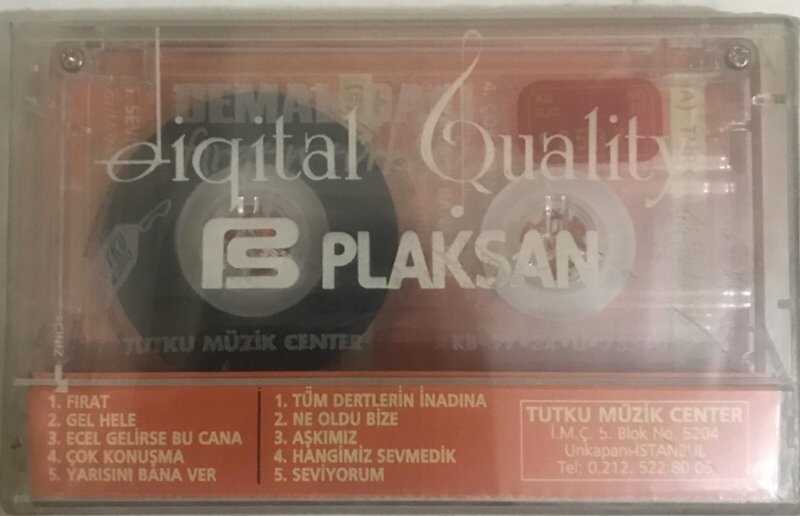 Digital Quality
PLAKSAN
TUTKU MÜZİK CENTER
1. FIRAT
2. GEL HELE
3. ECEL GELİRSE BU CANA
4. ÇOK KONUŞMA
5. YARISINI BANA VER
1. TÜM DERTLERİN İNADINA
2. NE OLDU BİZE
3. AŞKIMIZ
4. HANGİMİZ SEVMEDİK
5. SEVİYORUM
TUTKU MÜZİK CENTER
İ.M.Ç. 5. Blok No. 5204
Unkapanı-İSTANBUL
Tel: 0.212. 522 80 05